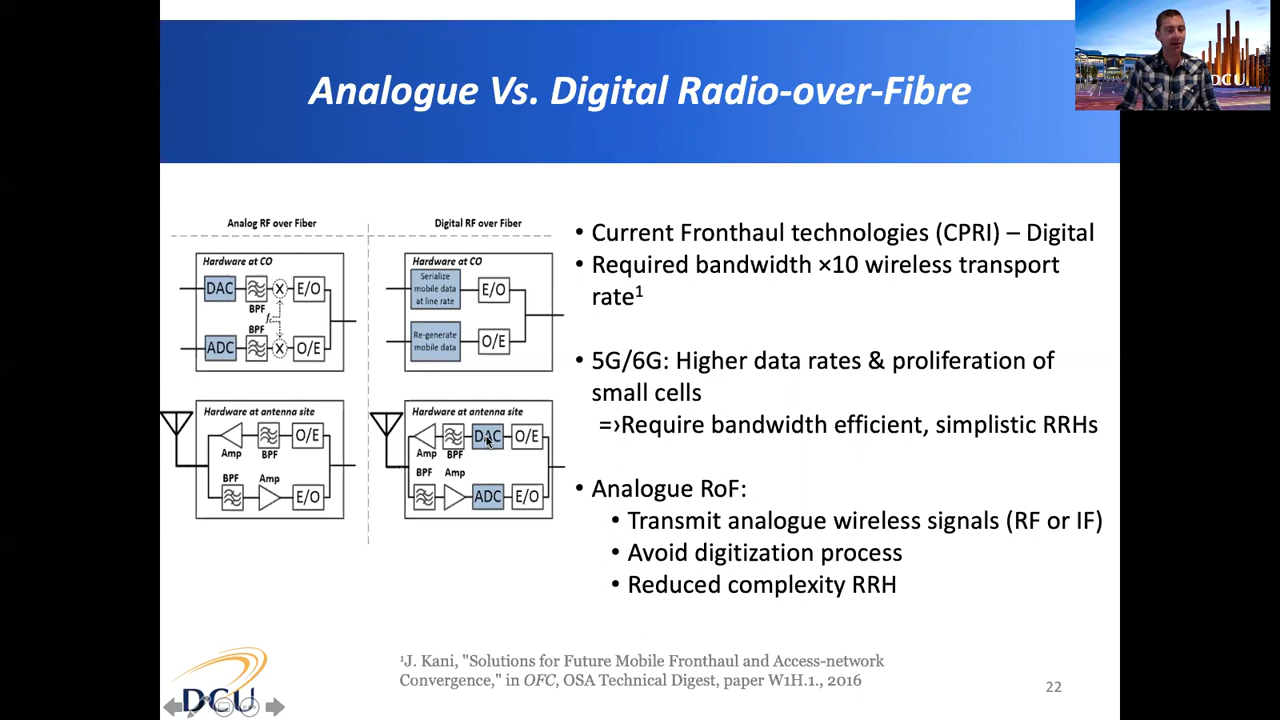 Analogue Vs. Digital Radio-over-Fibre
DCU
Analog RF over Fiber
Hardware at CO
DAC
BPF
X
E/O
fc
BPF
ADC
X
O/E
Hardware at antenna site
Amp
BPF
O/E
BPF
Amp
E/O
Digital RF over Fiber
Hardware at CO
Serialize
mobile data
at line rate
E/O
Re-generate
mobile data
O/E
Hardware at antenna site
DAC
O/E
Amp
BPF
BPF
Amp
ADC
E/O
• Current Fronthaul technologies (CPRI) – Digital
• Required bandwidth ×10 wireless transport
rate¹
• 5G/6G: Higher data rates & proliferation of
small cells
=›Require bandwidth efficient, simplistic RRHs
• Analogue RoF:
• Transmit analogue wireless signals (RF or IF)
• Avoid digitization process
• Reduced complexity RRH
¹J. Kani, "Solutions for Future Mobile Fronthaul and Access-network
Convergence," in OFC, OSA Technical Digest, paper W1H.1., 2016
DCU
22